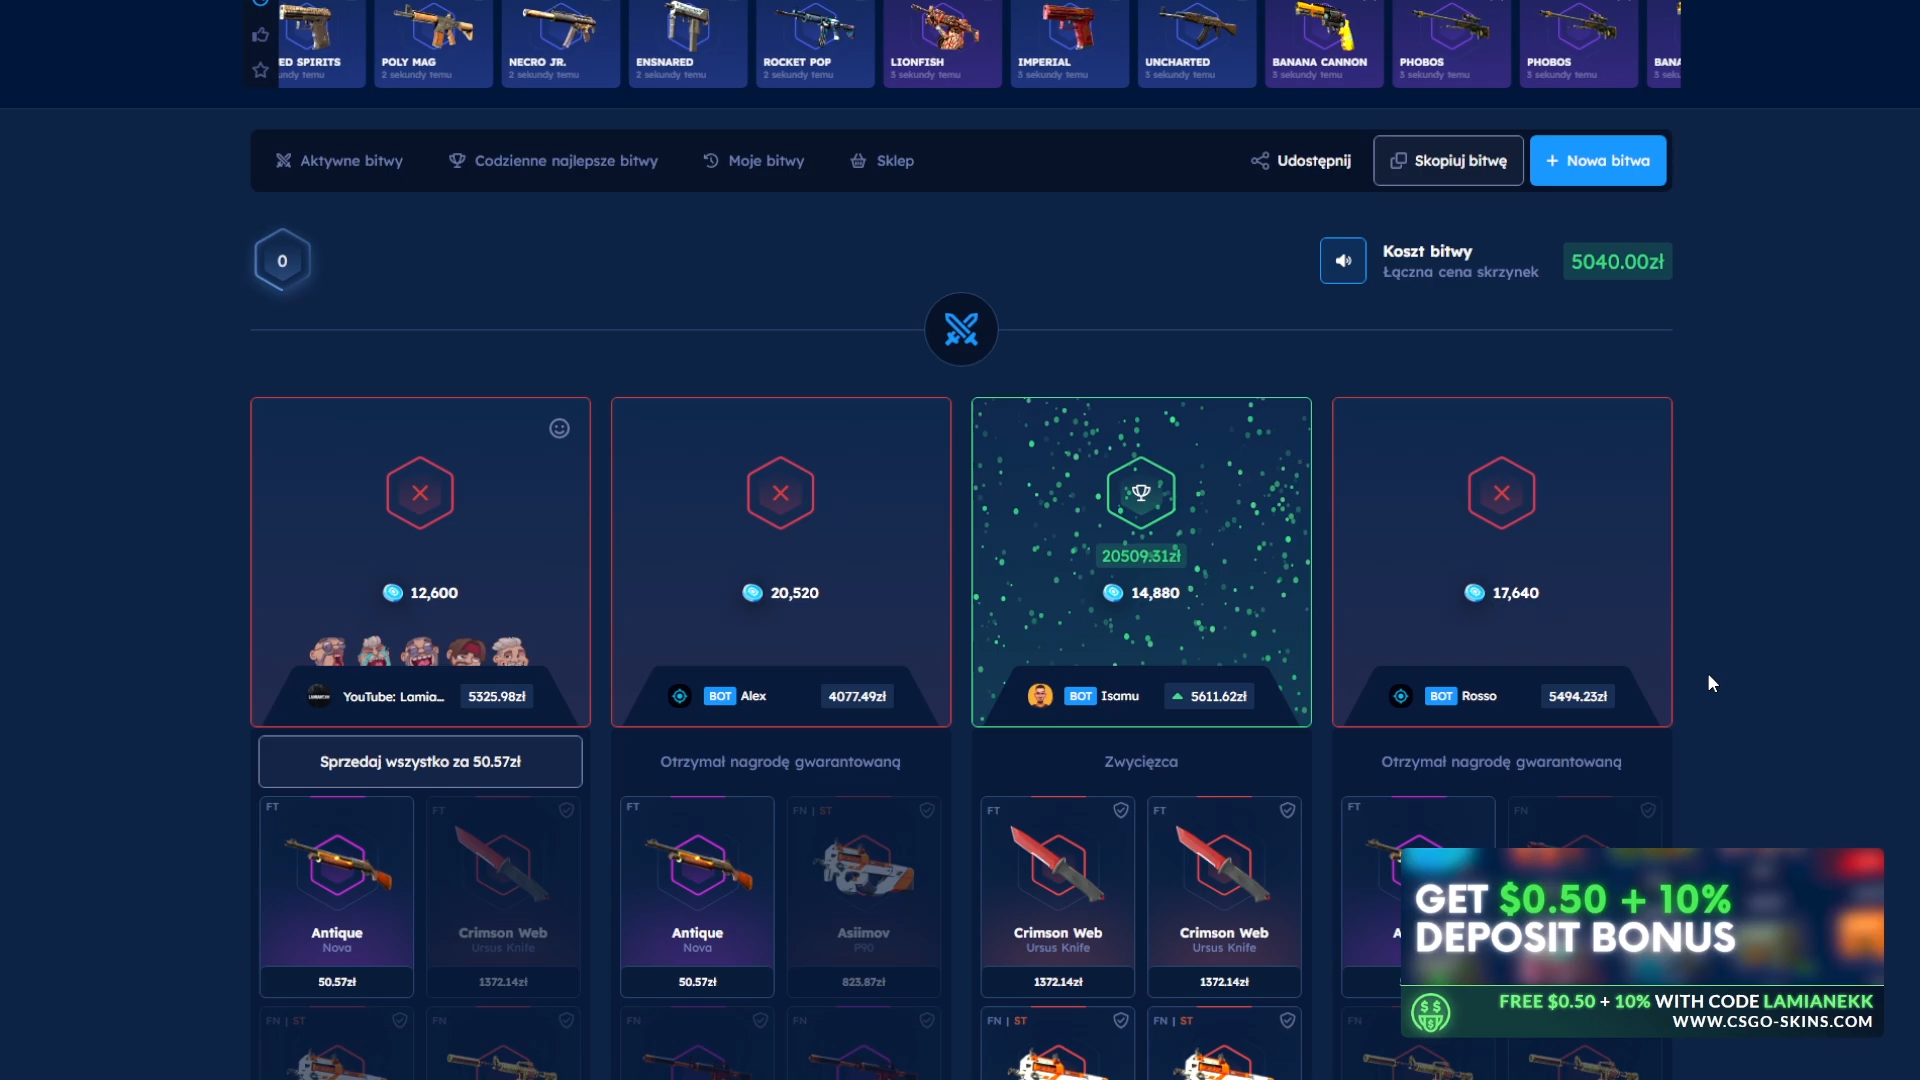 ED SPIRITS
POLY MAG
2 sekundy temu
NECRO JR.
2 sekundy temu
ENSNARED
2 sekundy temu
ROCKET POP
2 sekundy temu
LIONFISH
3 sekundy temu
IMPERIAL
3 sekundy temu
UNCHARTED
3 sekundy temu
BANANA CANNON
3 sekundy temu
PHOBOS
3 sekundy temu
PHOBOS
3 sekundy temu
Aktywne bitwy
Codzienne najlepsze bitwy
Moje bitwy
Sklep
Udostępnij
Skopiuj bitwę
+ Nowa bitwa
0
Koszt bitwy
Łączna cena skrzynek
5040.00zł
12,600
YouTube: Lamia...
5325.98zł
20,520
BOT Alex
4077.49zł
20509.31zł
14,880
BOT Isamu
5611.62zł
17,640
BOT Rosso
5494.23zł
Sprzedaj wszystko za 50.57zł
Otrzymał nagrodę gwarantowaną
Zwycięzca
Otrzymał nagrodę gwarantowaną
FT
Antique
Nova
50.57zł
FT
Crimson Web
Ursus Knife
1372.14zł
FT
Antique
Nova
50.57zł
FN | ST
Asiimov
P90
823.87zł
FT
Crimson Web
Ursus Knife
1372.14zł
FT
Crimson Web
Ursus Knife
1372.14zł
FT
FN
FN | ST
FN
FN
FN
FN | ST
FN | ST
FN
GET $0.50 + 10%
DEPOSIT BONUS
FREE $0.50 + 10% WITH CODE LAMIANEKK
WWW.CSGO-SKINS.COM